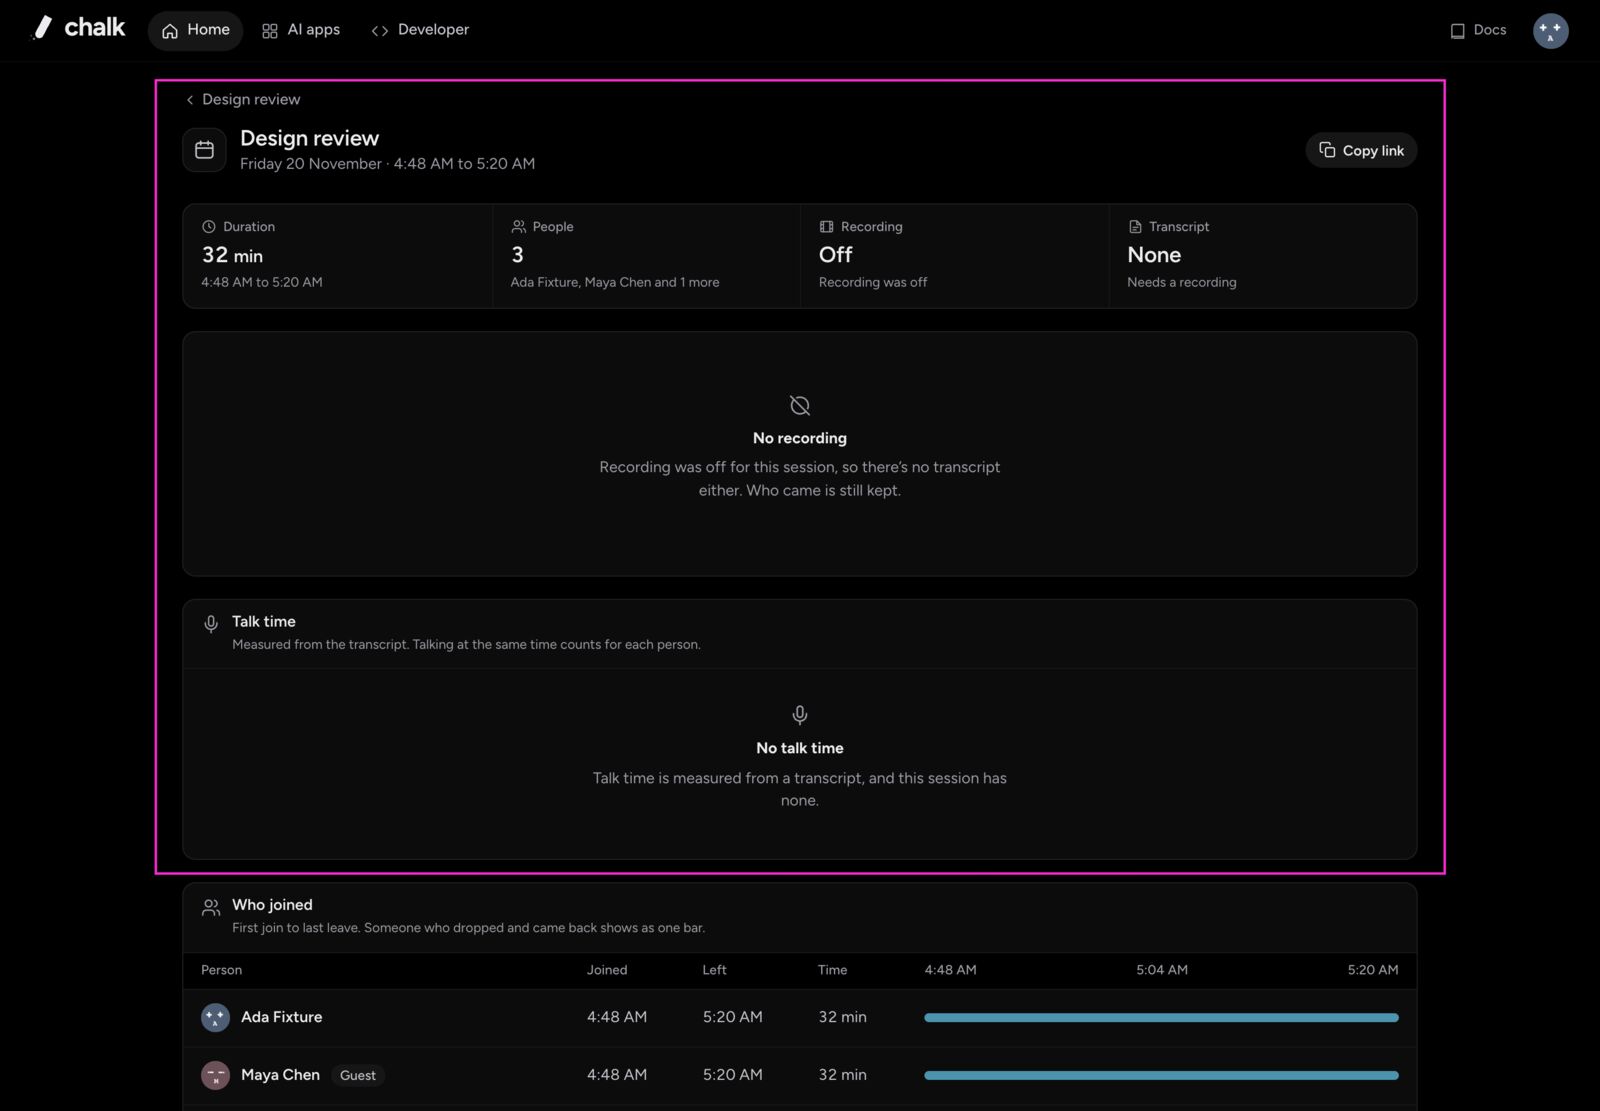 chalk
Home
AI apps
Developer
Docs
Design review
Design review
Friday 20 November · 4:48 AM to 5:20 AM
Copy link
Duration
32 min
4:48 AM to 5:20 AM
People
3
Ada Fixture, Maya Chen and 1 more
Recording
Off
Recording was off
Transcript
None
Needs a recording
No recording
Recording was off for this session, so there’s no transcript
either. Who came is still kept.
Talk time
Measured from the transcript. Talking at the same time counts for each person.
No talk time
Talk time is measured from a transcript, and this session has
none.
Who joined
First join to last leave. Someone who dropped and came back shows as one bar.
Person Joined Left Time 4:48 AM 5:04 AM 5:20 AM
Ada Fixture 4:48 AM 5:20 AM 32 min
Maya Chen Guest 4:48 AM 5:20 AM 32 min